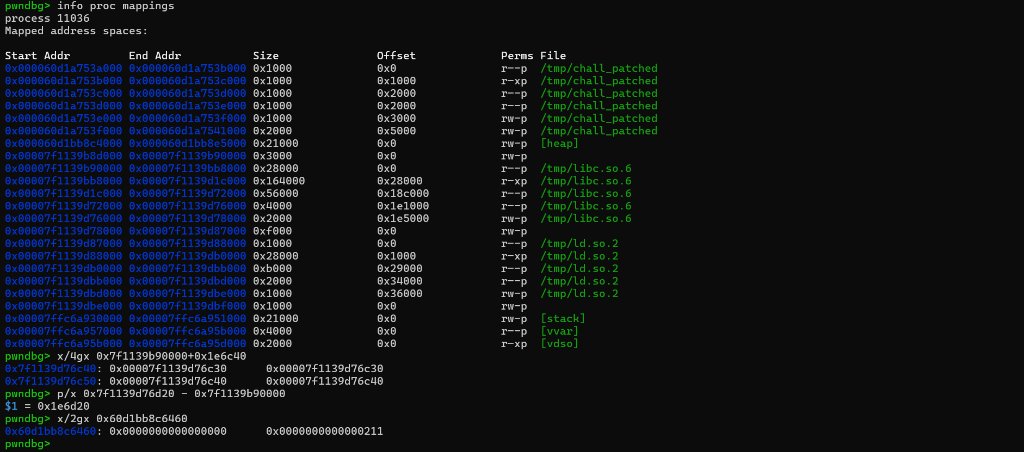 pwndbg> info proc mappings
process 11036
Mapped address spaces:
Start Addr End Addr Size Offset Perms File
0x000060d1a753a000 0x000060d1a753b000 0x1000 0x0 r--p /tmp/chall_patched
0x000060d1a753b000 0x000060d1a753c000 0x1000 0x1000 r-xp /tmp/chall_patched
0x000060d1a753c000 0x000060d1a753d000 0x1000 0x2000 r--p /tmp/chall_patched
0x000060d1a753d000 0x000060d1a753e000 0x1000 0x2000 r--p /tmp/chall_patched
0x000060d1a753e000 0x000060d1a753f000 0x1000 0x3000 rw-p /tmp/chall_patched
0x000060d1a753f000 0x000060d1a7541000 0x2000 0x5000 rw-p /tmp/chall_patched
0x000060d1bb8c4000 0x000060d1bb8e5000 0x21000 0x0 rw-p [heap]
0x00007f1139b8d000 0x00007f1139b90000 0x3000 0x0 rw-p
0x00007f1139b90000 0x00007f1139bb8000 0x28000 0x0 r--p /tmp/libc.so.6
0x00007f1139bb8000 0x00007f1139d1c000 0x164000 0x28000 r-xp /tmp/libc.so.6
0x00007f1139d1c000 0x00007f1139d72000 0x56000 0x18c000 r--p /tmp/libc.so.6
0x00007f1139d72000 0x00007f1139d76000 0x4000 0x1e1000 r--p /tmp/libc.so.6
0x00007f1139d76000 0x00007f1139d78000 0x2000 0x1e5000 rw-p /tmp/libc.so.6
0x00007f1139d78000 0x00007f1139d87000 0xf000 0x0 rw-p
0x00007f1139d87000 0x00007f1139d88000 0x1000 0x0 r--p /tmp/ld.so.2
0x00007f1139d88000 0x00007f1139db0000 0x28000 0x1000 r-xp /tmp/ld.so.2
0x00007f1139db0000 0x00007f1139dbb000 0xb000 0x29000 r--p /tmp/ld.so.2
0x00007f1139dbb000 0x00007f1139dbd000 0x2000 0x34000 r--p /tmp/ld.so.2
0x00007f1139dbd000 0x00007f1139dbe000 0x1000 0x36000 rw-p /tmp/ld.so.2
0x00007f1139dbe000 0x00007f1139dbf000 0x1000 0x0 rw-p
0x00007ffc6a930000 0x00007ffc6a951000 0x21000 0x0 rw-p [stack]
0x00007ffc6a957000 0x00007ffc6a95b000 0x4000 0x0 r--p [vvar]
0x00007ffc6a95b000 0x00007ffc6a95d000 0x2000 0x0 r-xp [vdso]
pwndbg> x/4gx 0x7f1139b90000+0x1e6c40
0x7f1139d76c40: 0x00007f1139d76c30 0x00007f1139d76c30
0x7f1139d76c50: 0x00007f1139d76c40 0x00007f1139d76c40
pwndbg> p/x 0x7f1139d76d20 - 0x7f1139b90000
$1 = 0x1e6d20
pwndbg> x/2gx 0x60d1bb8c6460
0x60d1bb8c6460: 0x0000000000000000 0x0000000000000211
pwndbg>